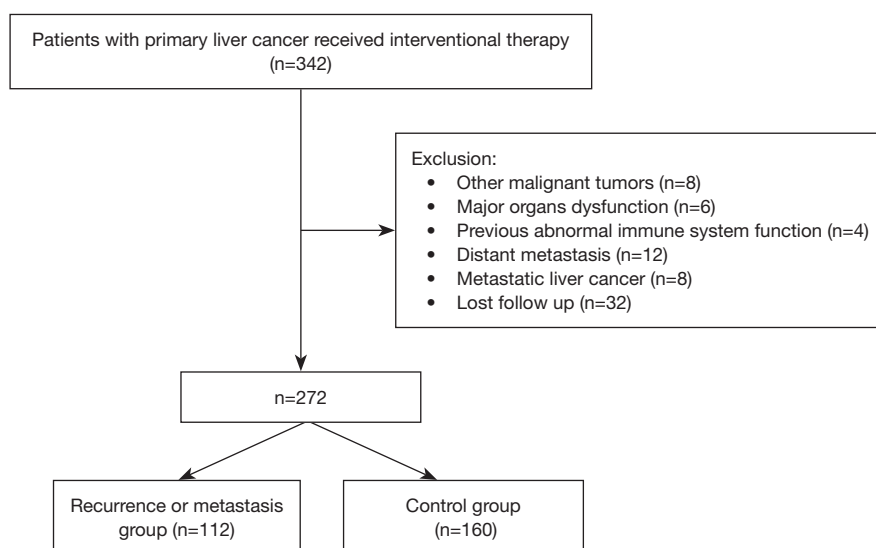 Patients with primary liver cancer received interventional therapy
(n=342)
Exclusion:
• Other malignant tumors (n=8)
• Major organs dysfunction (n=6)
• Previous abnormal immune system function (n=4)
• Distant metastasis (n=12)
• Metastatic liver cancer (n=8)
• Lost follow up (n=32)
n=272
Recurrence or metastasis
group (n=112)
Control group
(n=160)